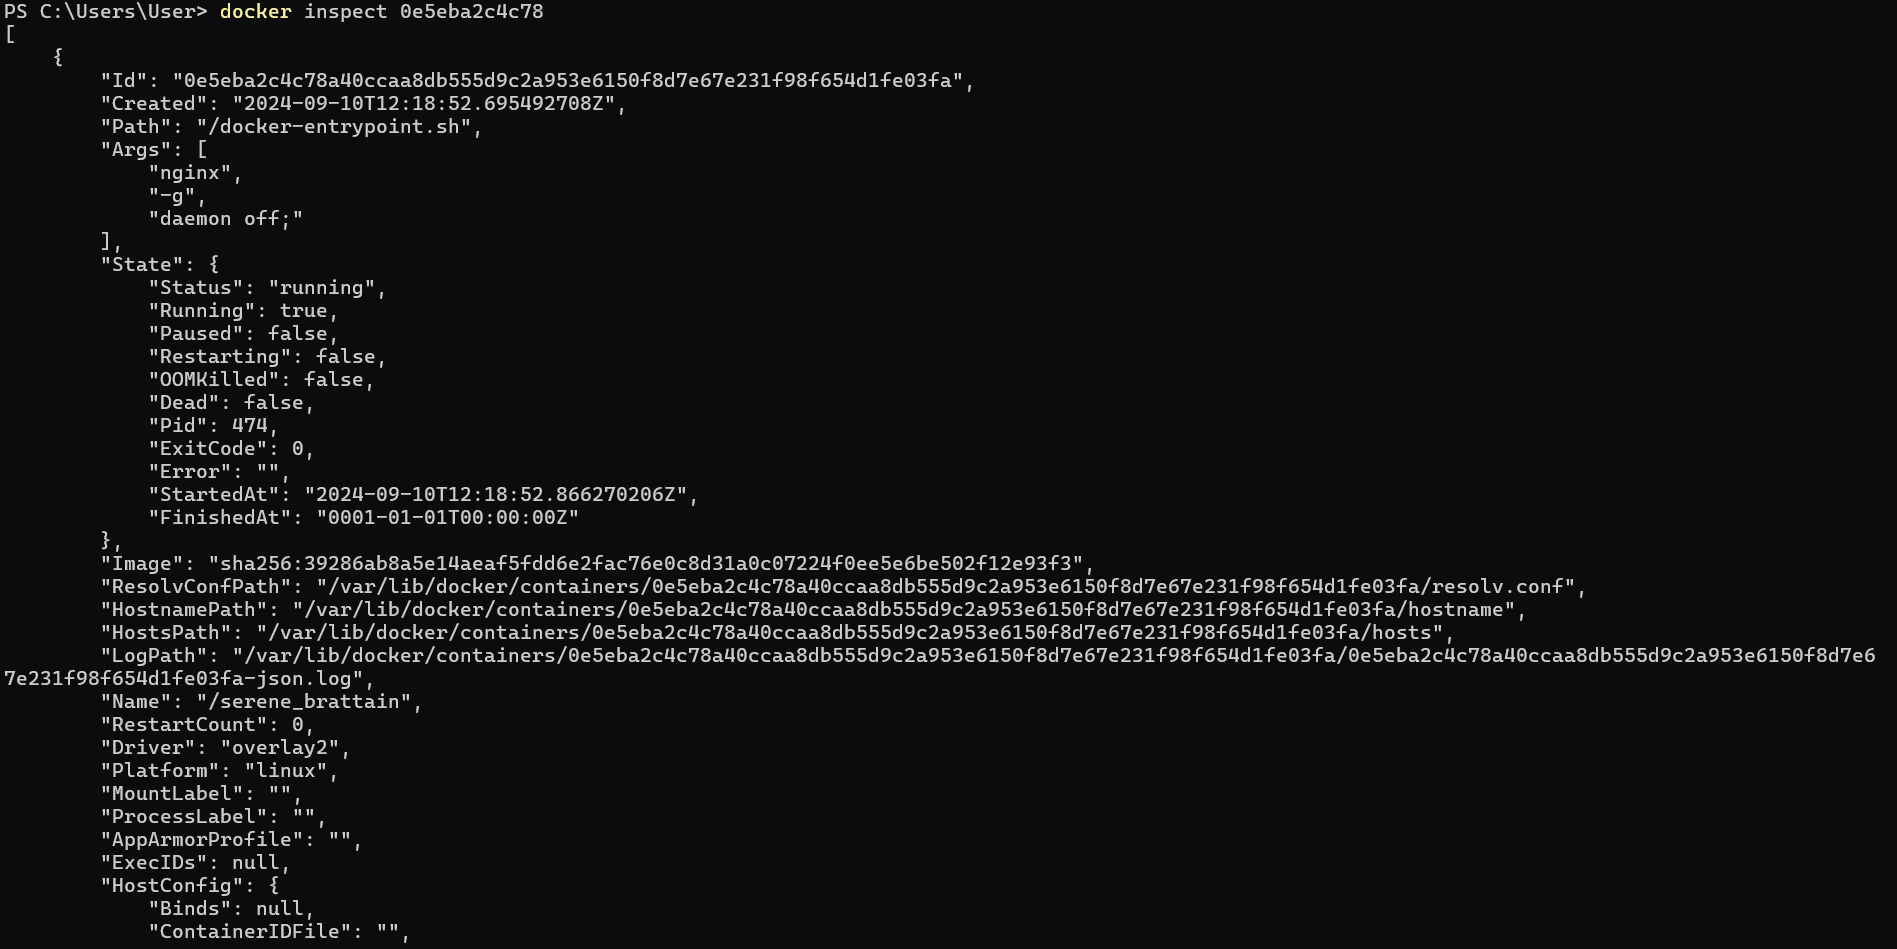 PS C:\Users\User> docker inspect 0e5eba2c4c78
[
    {
        "Id": "0e5eba2c4c78a40ccaa8db555d9c2a953e6150f8d7e67e231f98f654d1fe03fa",
        "Created": "2024-09-10T12:18:52.695492708Z",
        "Path": "/docker-entrypoint.sh",
        "Args": [
            "nginx",
            "-g",
            "daemon off;"
        ],
        "State": {
            "Status": "running",
            "Running": true,
            "Paused": false,
            "Restarting": false,
            "OOMKilled": false,
            "Dead": false,
            "Pid": 474,
            "ExitCode": 0,
            "Error": "",
            "StartedAt": "2024-09-10T12:18:52.866270206Z",
            "FinishedAt": "0001-01-01T00:00:00Z"
        },
        "Image": "sha256:39286ab8a5e14aeaf5fdd6e2fac76e0c8d31a0c07224f0ee5e6be502f12e93f3",
        "ResolvConfPath": "/var/lib/docker/containers/0e5eba2c4c78a40ccaa8db555d9c2a953e6150f8d7e67e231f98f654d1fe03fa/resolv.conf",
        "HostnamePath": "/var/lib/docker/containers/0e5eba2c4c78a40ccaa8db555d9c2a953e6150f8d7e67e231f98f654d1fe03fa/hostname",
        "HostsPath": "/var/lib/docker/containers/0e5eba2c4c78a40ccaa8db555d9c2a953e6150f8d7e67e231f98f654d1fe03fa/hosts",
        "LogPath": "/var/lib/docker/containers/0e5eba2c4c78a40ccaa8db555d9c2a953e6150f8d7e67e231f98f654d1fe03fa/0e5eba2c4c78a40ccaa8db555d9c2a953e6150f8d7e6
7e231f98f654d1fe03fa-json.log",
        "Name": "/serene_brattain",
        "RestartCount": 0,
        "Driver": "overlay2",
        "Platform": "linux",
        "MountLabel": "",
        "ProcessLabel": "",
        "AppArmorProfile": "",
        "ExecIDs": null,
        "HostConfig": {
            "Binds": null,
            "ContainerIDFile": "",